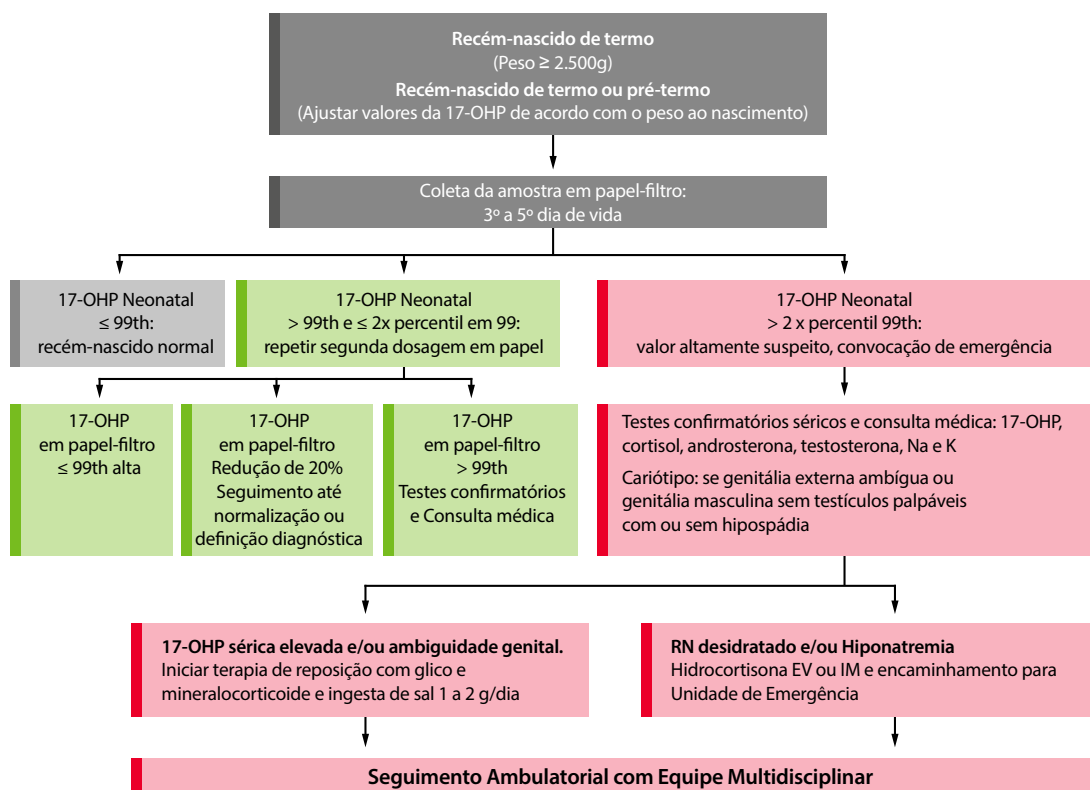 Recém-nascido de termo
(Peso ≥ 2.500g)
Recém-nascido de termo ou pré-termo
(Ajustar valores da 17-OHP de acordo com o peso ao nascimento)
Coleta da amostra em papel-filtro:
3º a 5º dia de vida
17-OHP Neonatal
≤ 99th:
recém-nascido normal
17-OHP Neonatal
> 99th e ≤ 2x percentil em 99:
repetir segunda dosagem em papel
17-OHP Neonatal
> 2 x percentil 99th:
valor altamente suspeito, convocação de emergência
17-OHP
em papel-filtro
≤ 99th alta
17-OHP
em papel-filtro
Redução de 20%
Seguimento até
normalização ou
definição diagnóstica
17-OHP
em papel-filtro
> 99th
Testes confirmatórios
e Consulta médica
Testes confirmatórios séricos e consulta médica: 17-OHP,
cortisol, androsterona, testosterona, Na e K
Cariótipo: se genitália externa ambígua ou
genitália masculina sem testículos palpáveis
com ou sem hipospádia
17-OHP sérica elevada e/ou ambiguidade genital.
Iniciar terapia de reposição com glico e
mineralocorticoide e ingesta de sal 1 a 2 g/dia
RN desidratado e/ou Hiponatremia
Hidrocortisona EV ou IM e encaminhamento para
Unidade de Emergência
Seguimento Ambulatorial com Equipe Multidisciplinar